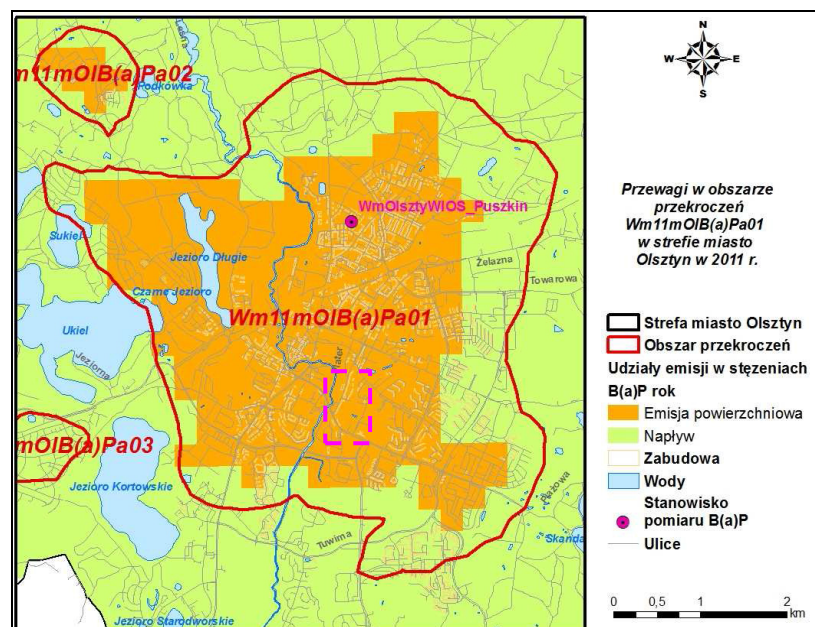 N
W E
S
Przewagi w obszarze
przekroczeń
Wm11mOlB(a)Pa01
w strefie miasto
Olsztyn w 2011 r.
Strefa miasto Olsztyn
Obszar przekroczeń
Udziały emisji w stężeniach
B(a)P rok
Emisja powierzchniowa
Napływ
Zabudowa
Wody
Stanowisko
pomiaru B(a)P
Ulice
0 0,5 1 2
km
m11mOlB(a)Pa02
Podkówka
WmOlsztyWIOS_Puszkin
Sukiel
Jezioro Długie
Żelazna
Towarowa
Czarne Jezioro
Ukiel
Wm11mOlB(a)Pa01
Jeziorna
mOlB(a)Pa03
Jezioro Kortowskie
Plażowa
Tuwima
Skanda
Jezioro Starodworskie